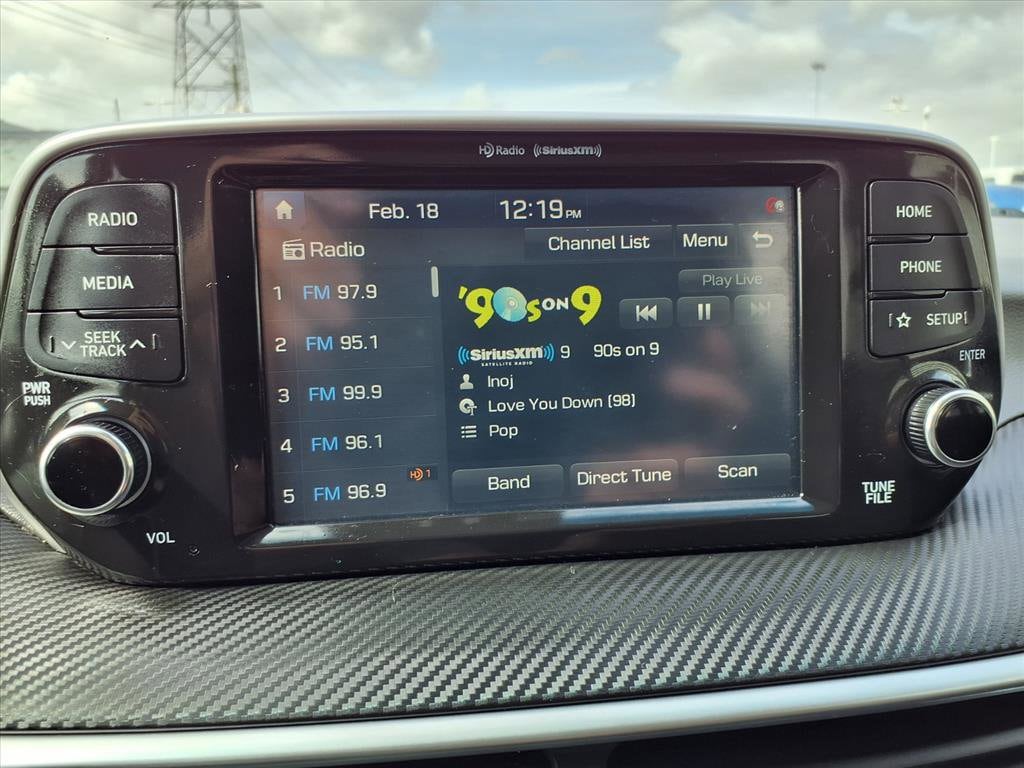 HD Radio ((SiriusXM))
RADIO
MEDIA
SEEK
TRACK
PWR
PUSH
VOL
Feb. 18 12:19 PM
Radio
Channel List Menu
1 FM 97.9
2 FM 95.1
3 FM 99.9
4 FM 96.1
5 FM 96.9 HD 1
Play Live
'90s ON 9
((SiriusXM)) 9 90s on 9
SATELLITE RADIO
Inoj
Love You Down (98)
Pop
Band Direct Tune Scan
HOME
PHONE
SETUP
ENTER
TUNE
FILE